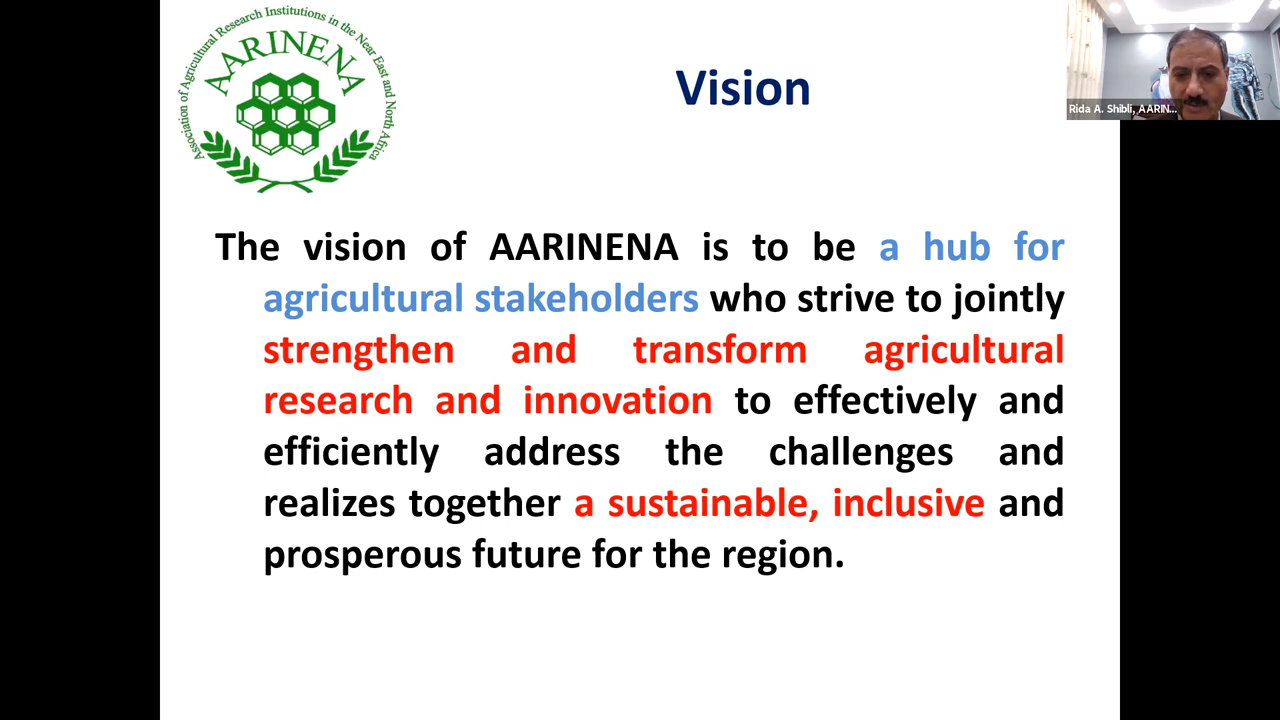 Association of Agricultural Research Institutions in the Near East and North Africa
AARINENA
Vision
Rida A. Shibli, AARIN...
The vision of AARINENA is to be a hub for
agricultural stakeholders who strive to jointly
strengthen and transform agricultural
research and innovation to effectively and
efficiently address the challenges and
realizes together a sustainable, inclusive and
prosperous future for the region.